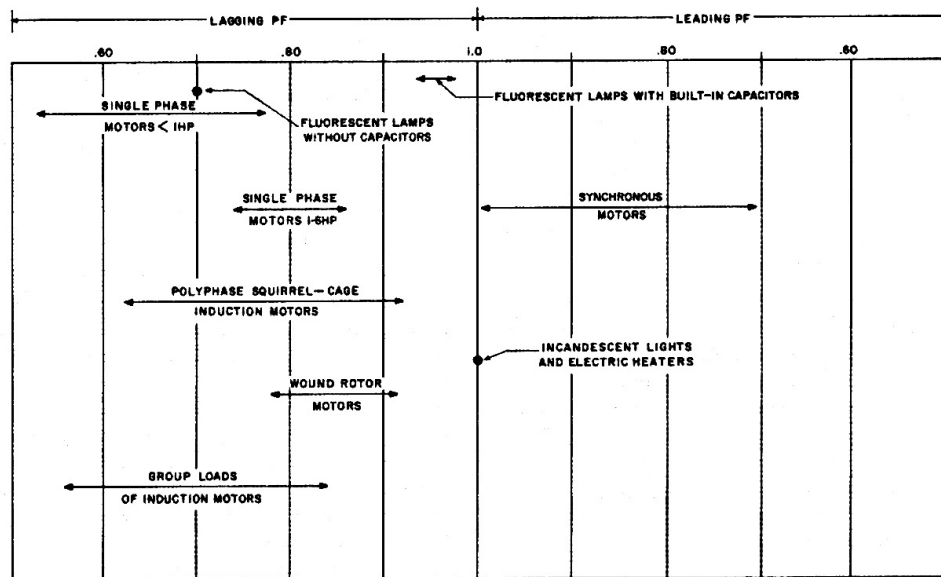 LAGGING PF
LEADING PF
.60
.80
1.0
.80
.60
FLUORESCENT LAMPS WITH BUILT-IN CAPACITORS
SINGLE PHASE
MOTORS < 1HP
FLUORESCENT LAMPS
WITHOUT CAPACITORS
SINGLE PHASE
MOTORS 1-6HP
SYNCHRONOUS
MOTORS
POLYPHASE SQUIRREL-CAGE
INDUCTION MOTORS
INCANDESCENT LIGHTS
AND ELECTRIC HEATERS
WOUND ROTOR
MOTORS
GROUP LOADS
OF INDUCTION MOTORS